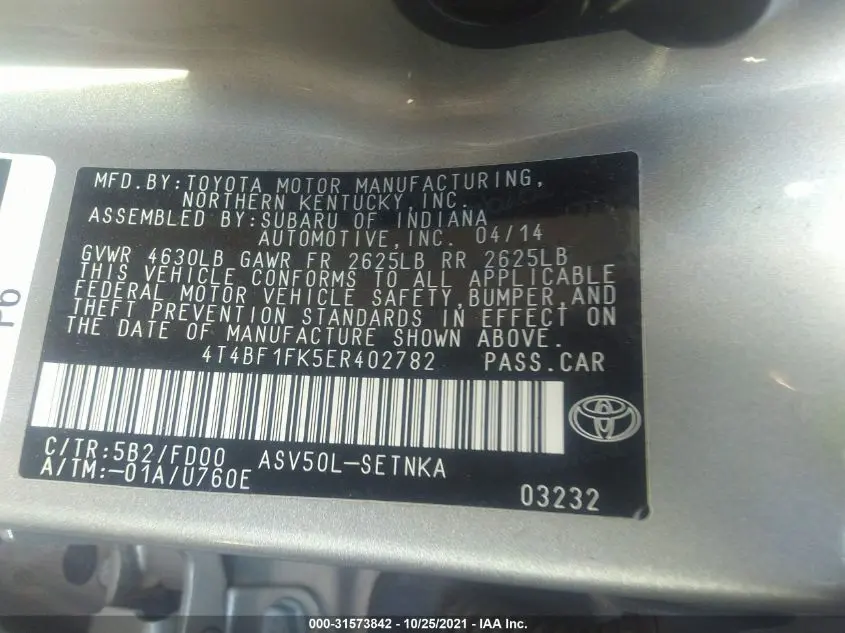 MFD.BY:TOYOTA MOTOR MANUFACTURING,
NORTHERN KENTUCKY,INC.
ASSEMBLED BY:SUBARU OF INDIANA
AUTOMOTIVE,INC. 04/14
GVWR 4630LB GAWR FR 2625LB RR 2625LB
THIS VEHICLE CONFORMS TO ALL APPLICABLE
FEDERAL MOTOR VEHICLE SAFETY,BUMPER,AND
THEFT PREVENTION STANDARDS IN EFFECT ON
THE DATE OF MANUFACTURE SHOWN ABOVE.
4T4BF1FK5ER402782 PASS.CAR
C/TR:5B2/FD00 ASV50L-SETNKA
A/TM:-01A/U760E
03232
P6
000-31573842 - 10/25/2021 - IAA Inc.